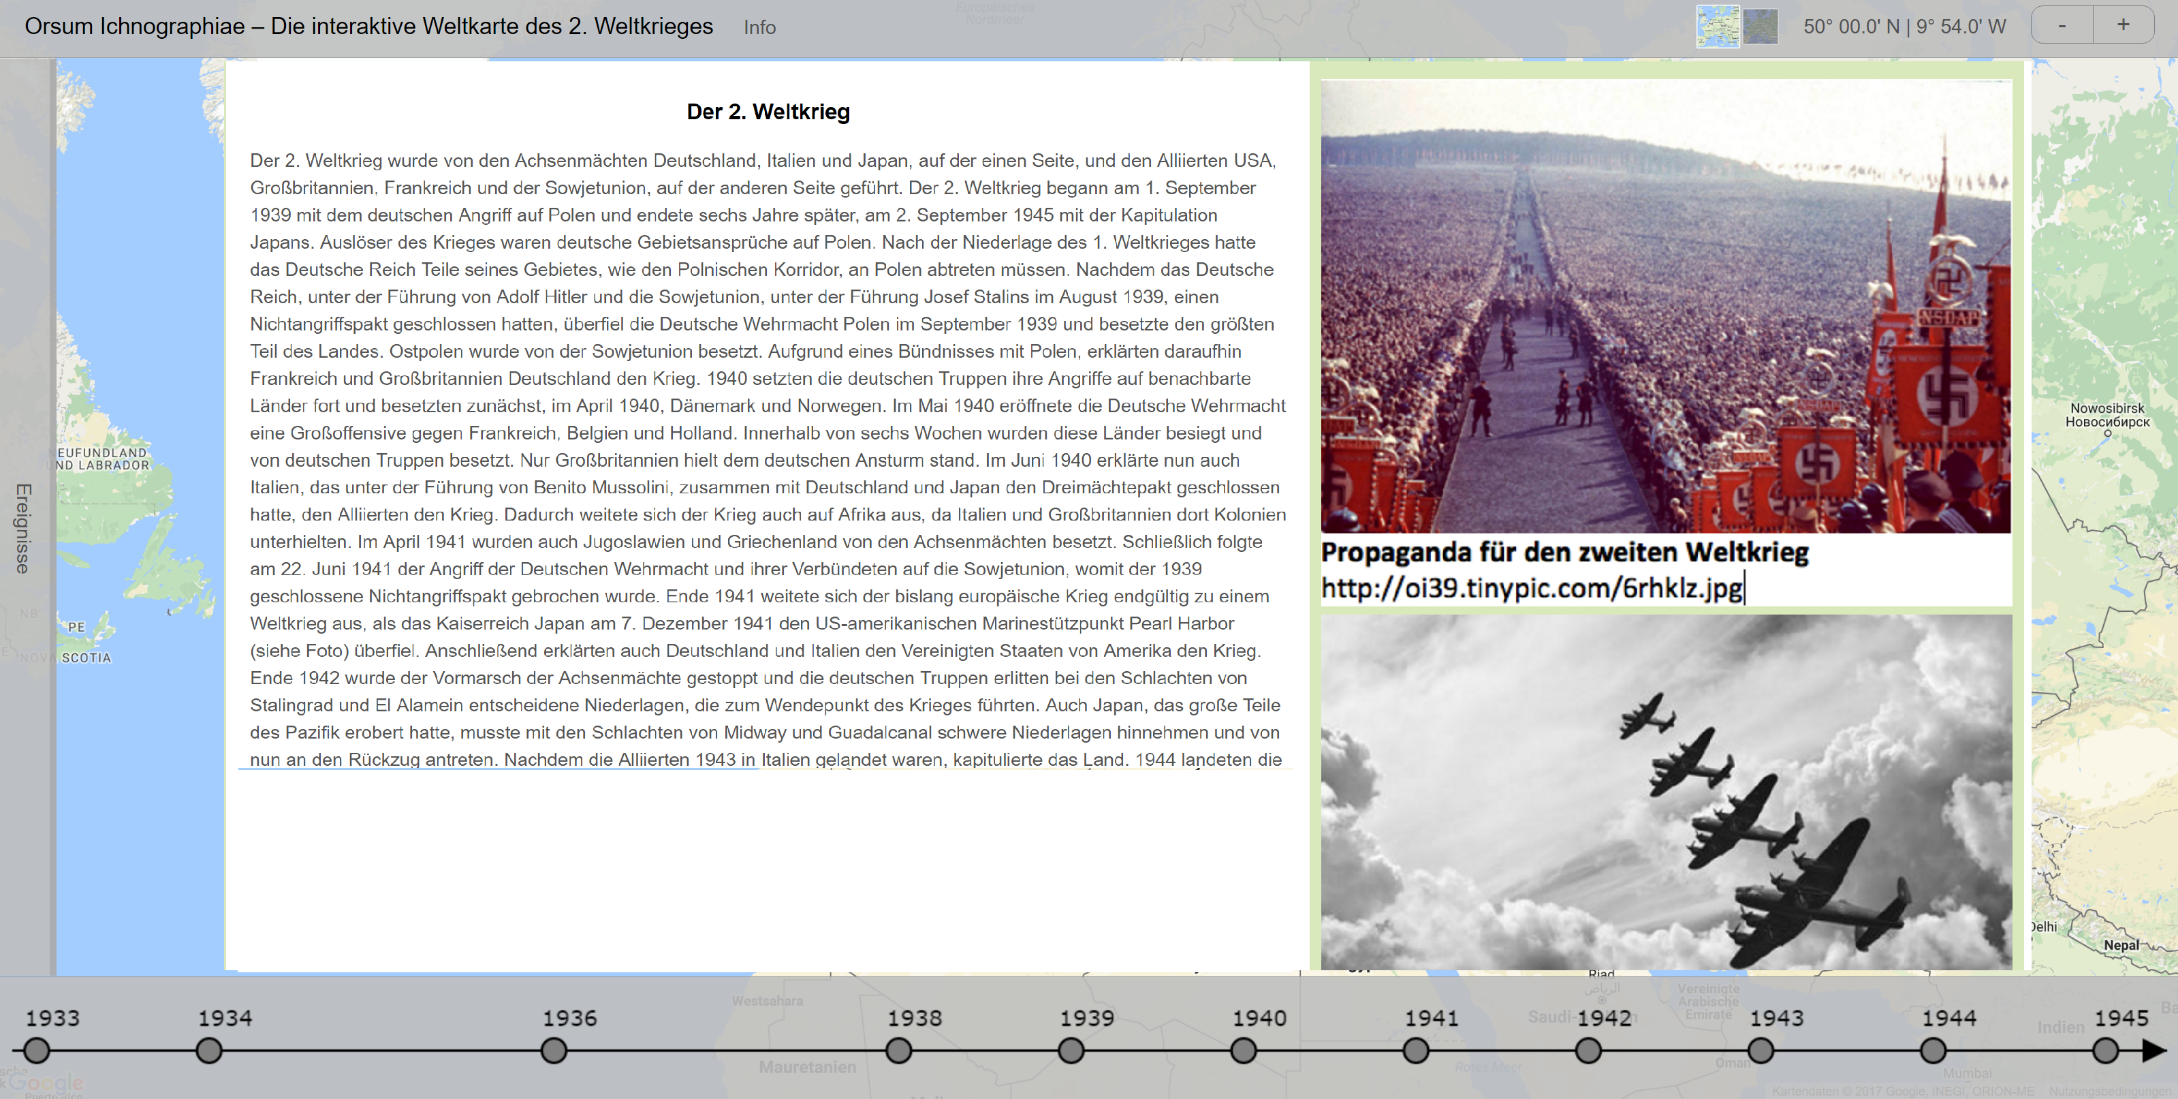 Orsum Ichnographiae – Die interaktive Weltkarte des 2. Weltkrieges
Info
50° 00.0' N | 9° 54.0' W
-
+
Europäisches
Nordmeer
Der 2. Weltkrieg
Der 2. Weltkrieg wurde von den Achsenmächten Deutschland, Italien und Japan, auf der einen Seite, und den Alliierten USA,
Großbritannien, Frankreich und der Sowjetunion, auf der anderen Seite geführt. Der 2. Weltkrieg begann am 1. September
1939 mit dem deutschen Angriff auf Polen und endete sechs Jahre später, am 2. September 1945 mit der Kapitulation
Japans. Auslöser des Krieges waren deutsche Gebietsansprüche auf Polen. Nach der Niederlage des 1. Weltkrieges hatte
das Deutsche Reich Teile seines Gebietes, wie den Polnischen Korridor, an Polen abtreten müssen. Nachdem das Deutsche
Reich, unter der Führung von Adolf Hitler und die Sowjetunion, unter der Führung Josef Stalins im August 1939, einen
Nichtangriffspakt geschlossen hatten, überfiel die Deutsche Wehrmacht Polen im September 1939 und besetzte den größten
Teil des Landes. Ostpolen wurde von der Sowjetunion besetzt. Aufgrund eines Bündnisses mit Polen, erklärten daraufhin
Frankreich und Großbritannien Deutschland den Krieg. 1940 setzten die deutschen Truppen ihre Angriffe auf benachbarte
Länder fort und besetzten zunächst, im April 1940, Dänemark und Norwegen. Im Mai 1940 eröffnete die Deutsche Wehrmacht
eine Großoffensive gegen Frankreich, Belgien und Holland. Innerhalb von sechs Wochen wurden diese Länder besiegt und
von deutschen Truppen besetzt. Nur Großbritannien hielt dem deutschen Ansturm stand. Im Juni 1940 erklärte nun auch
Italien, das unter der Führung von Benito Mussolini, zusammen mit Deutschland und Japan den Dreimächtepakt geschlossen
hatte, den Alliierten den Krieg. Dadurch weitete sich der Krieg auch auf Afrika aus, da Italien und Großbritannien dort Kolonien
unterhielten. Im April 1941 wurden auch Jugoslawien und Griechenland von den Achsenmächten besetzt. Schließlich folgte
am 22. Juni 1941 der Angriff der Deutschen Wehrmacht und ihrer Verbündeten auf die Sowjetunion, womit der 1939
geschlossene Nichtangriffspakt gebrochen wurde. Ende 1941 weitete sich der bislang europäische Krieg endgültig zu einem
Weltkrieg aus, als das Kaiserreich Japan am 7. Dezember 1941 den US-amerikanischen Marinestützpunkt Pearl Harbor
(siehe Foto) überfiel. Anschließend erklärten auch Deutschland und Italien den Vereinigten Staaten von Amerika den Krieg.
Ende 1942 wurde der Vormarsch der Achsenmächte gestoppt und die deutschen Truppen erlitten bei den Schlachten von
Stalingrad und El Alamein entscheidene Niederlagen, die zum Wendepunkt des Krieges führten. Auch Japan, das große Teile
des Pazifik erobert hatte, musste mit den Schlachten von Midway und Guadalcanal schwere Niederlagen hinnehmen und von
nun an den Rückzug antreten. Nachdem die Alliierten 1943 in Italien gelandet waren, kapitulierte das Land. 1944 landeten die
NSDAP
Propaganda für den zweiten Weltkrieg
http://oi39.tinypic.com/6rhklz.jpg
Ereignisse
EUFUNDLAND
ND LABRADOR
NB
PE
NOVA SCOTIA
Nowosibirsk
Новосибирск
Delhi
Nepal
Riad
الرياض
Westsahara
Mauretanien
Saudi-
Vereinigte
Arabische
Emirate
Oman
Rotes Meer
Indien
Mumbai
1933
1934
1936
1938
1939
1940
1941
1942
1943
1944
1945
Google
Kartendaten © 2017 Google, INEGI, ORION-ME
Nutzungsbedingungen